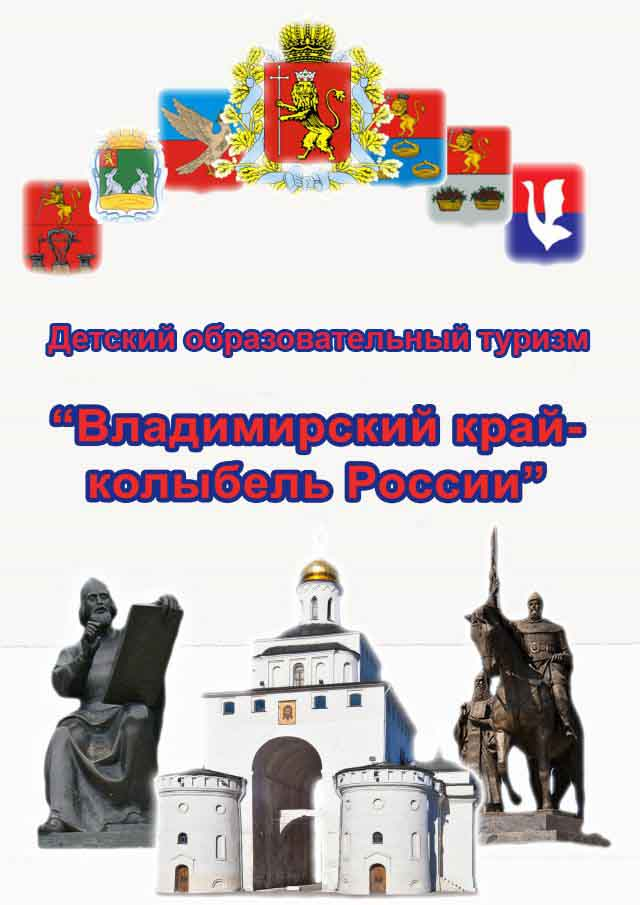 Детский образовательный туризм
“Владимирский край-
колыбель России”